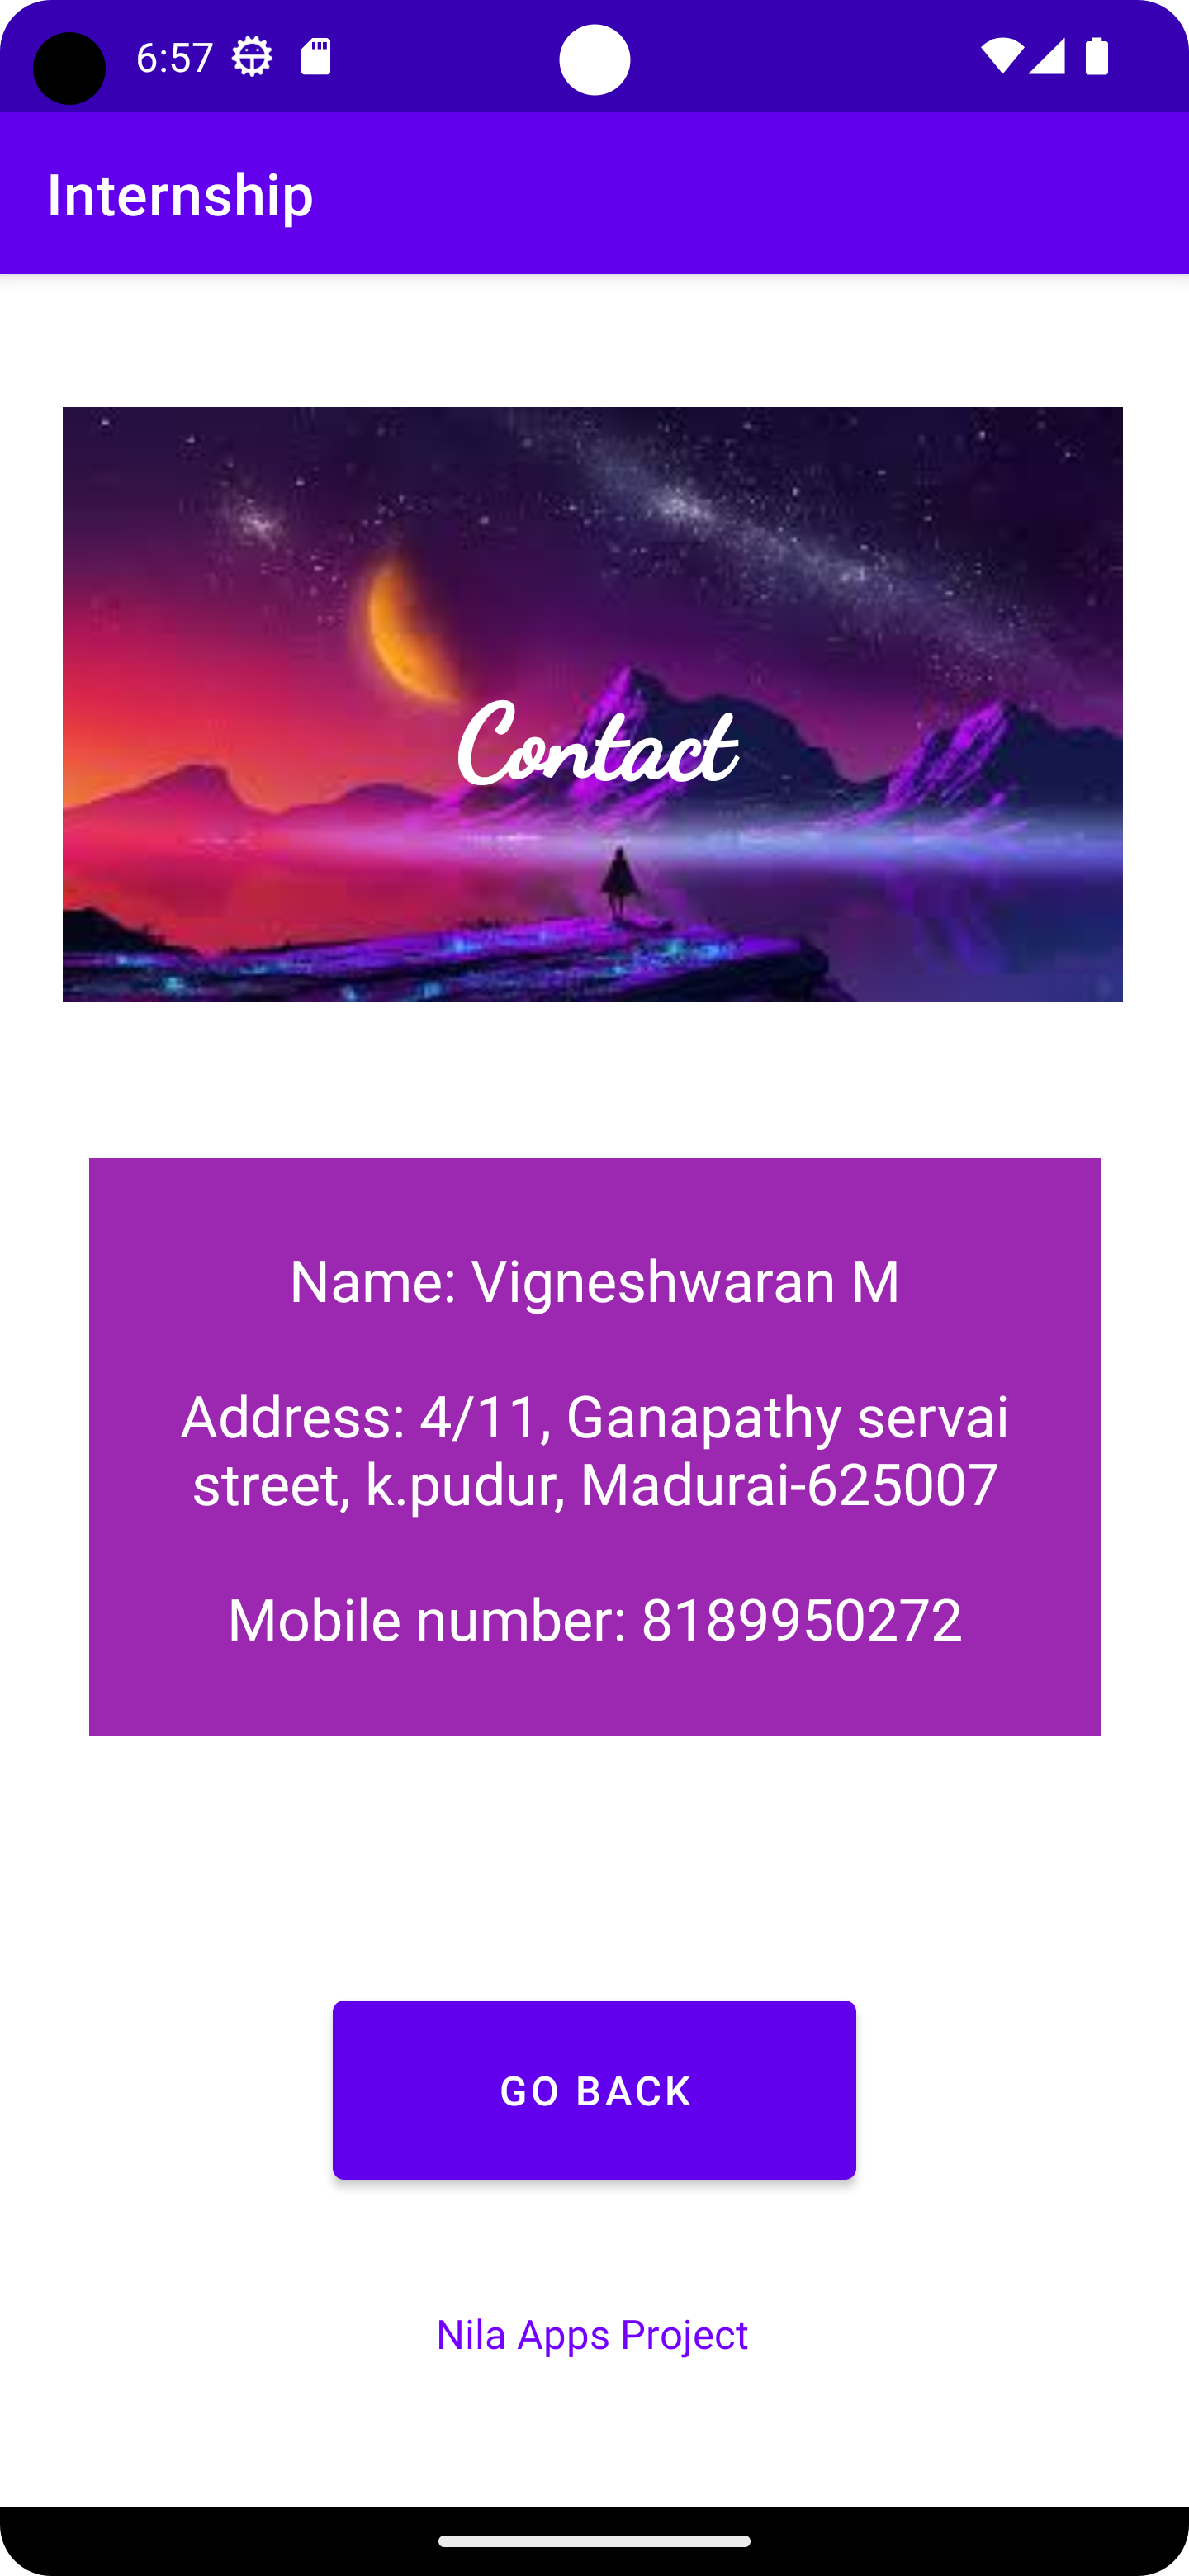 6:57
Internship
Contact
Name: Vigneshwaran M
Address: 4/11, Ganapathy servai
street, k.pudur, Madurai-625007
Mobile number: 8189950272
GO BACK
Nila Apps Project